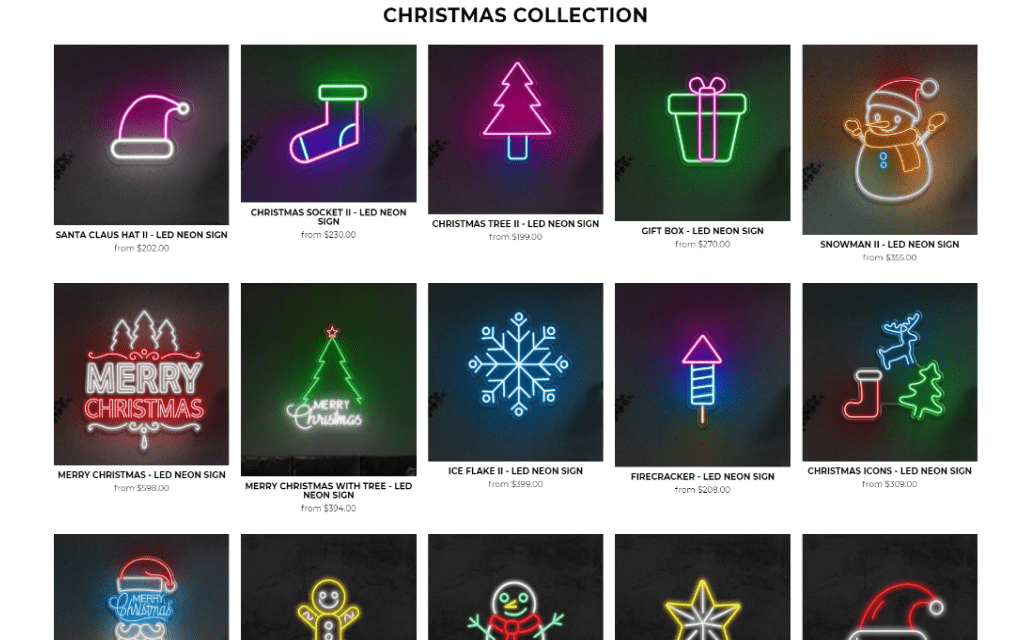 CHRISTMAS COLLECTION
SANTA CLAUS HAT II - LED NEON SIGN
from $202.00
CHRISTMAS SOCKET II - LED NEON
SIGN
from $230.00
CHRISTMAS TREE II - LED NEON SIGN
from $199.00
GIFT BOX - LED NEON SIGN
from $270.00
SNOWMAN II - LED NEON SIGN
from $355.00
MERRY
CHRISTMAS
MERRY CHRISTMAS - LED NEON SIGN
from $598.00
MERRY
Christmas
MERRY CHRISTMAS WITH TREE - LED
NEON SIGN
from $394.00
ICE FLAKE II - LED NEON SIGN
from $399.00
FIRECRACKER - LED NEON SIGN
from $208.00
CHRISTMAS ICONS - LED NEON SIGN
from $309.00
MERRY
Christmas